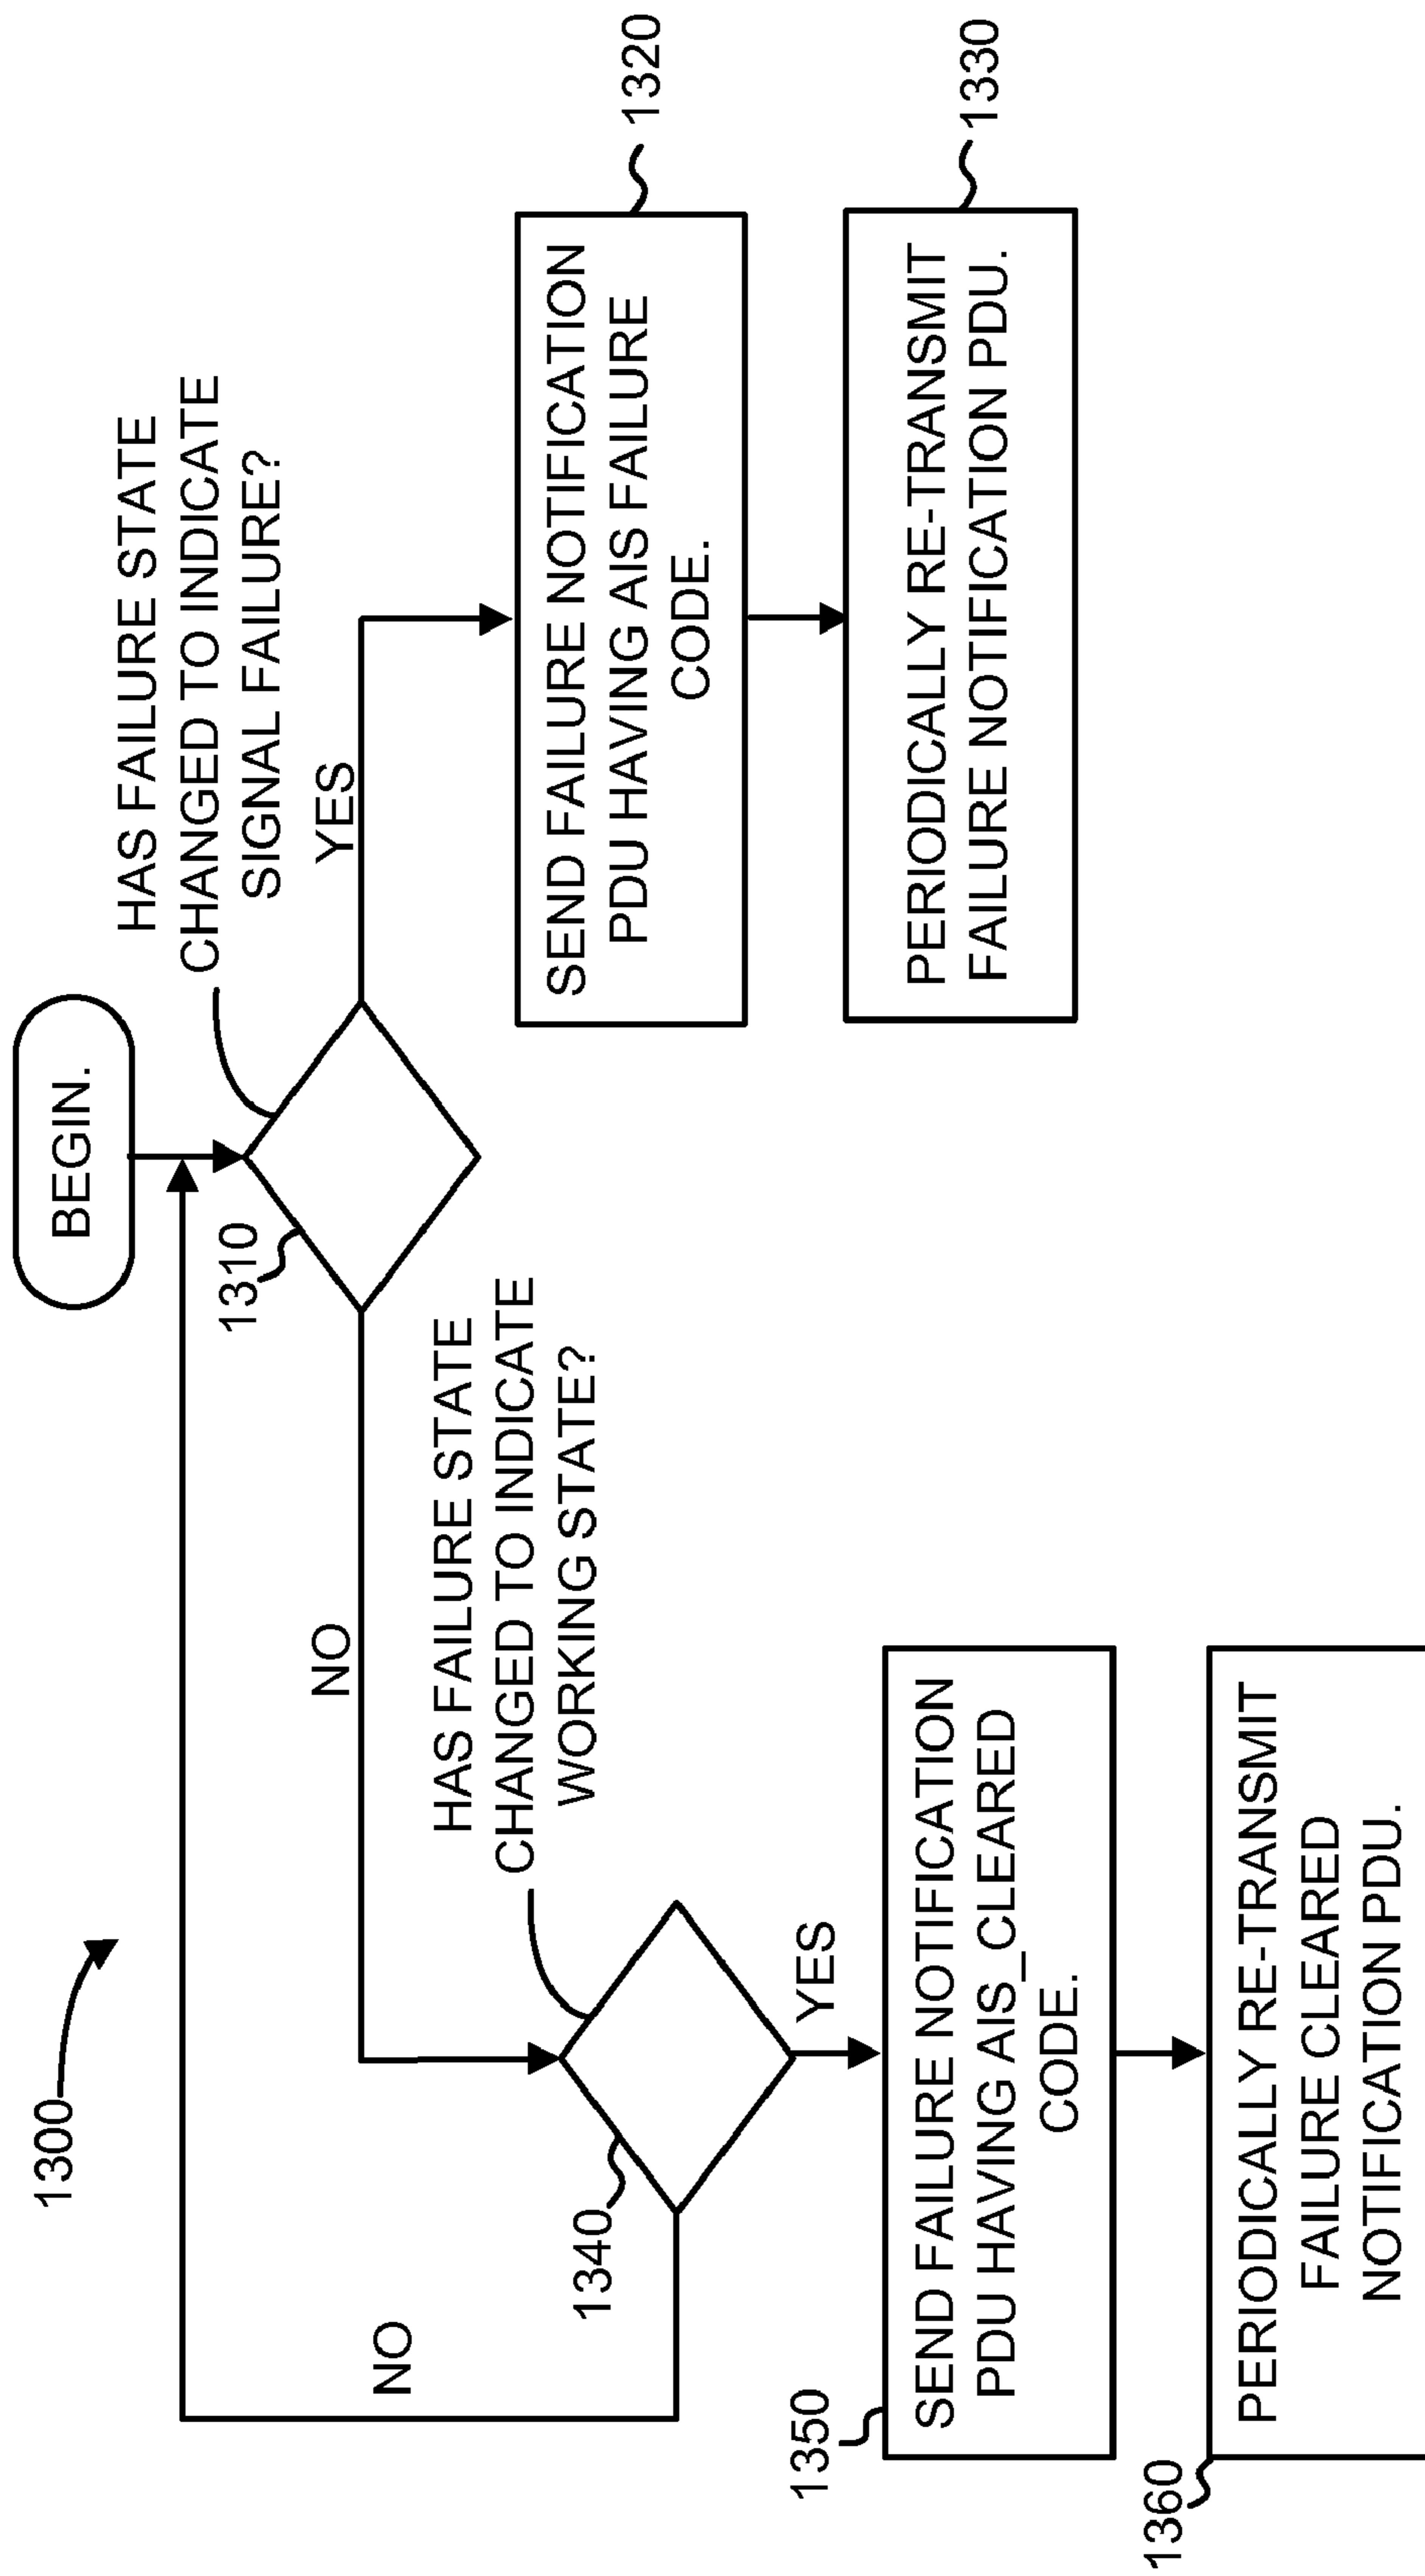 1300
BEGIN.
HAS FAILURE STATE
CHANGED TO INDICATE
SIGNAL FAILURE?
1310
YES
NO
SEND FAILURE NOTIFICATION
PDU HAVING AIS FAILURE
CODE.
1320
PERIODICALLY RE-TRANSMIT
FAILURE NOTIFICATION PDU.
1330
HAS FAILURE STATE
CHANGED TO INDICATE
WORKING STATE?
1340
NO
YES
SEND FAILURE NOTIFICATION
PDU HAVING AIS_CLEARED
CODE.
1350
PERIODICALLY RE-TRANSMIT
FAILURE CLEARED
NOTIFICATION PDU.
1360